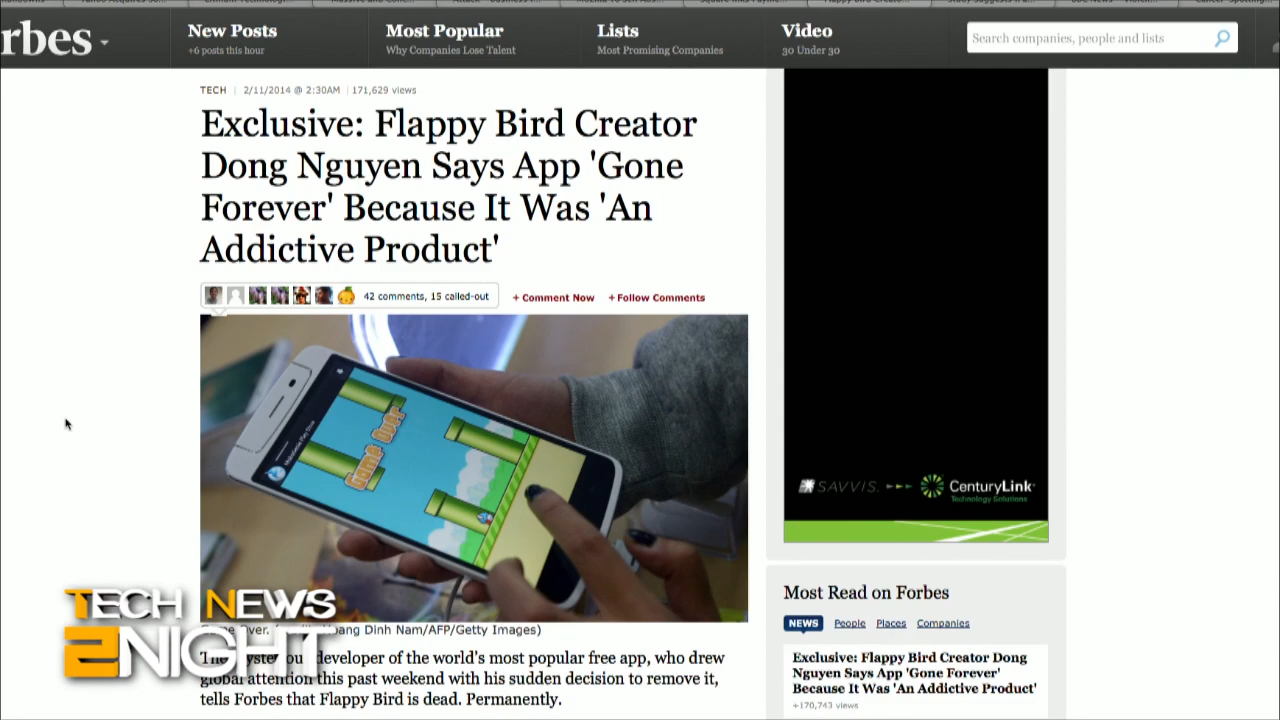 rbes
New Posts
+6 posts this hour
Most Popular
Why Companies Lose Talent
Lists
Most Promising Companies
Video
30 Under 30
Search companies, people and lists
TECH | 2/11/2014 @ 2:30AM | 171,629 views
Exclusive: Flappy Bird Creator
Dong Nguyen Says App 'Gone
Forever' Because It Was 'An
Addictive Product'
42 comments, 15 called-out
+ Comment Now
+ Follow Comments
Game Over
Over. Hoang Dinh Nam/AFP/Getty Images)
The developer of the world's most popular free app, who drew
global attention this past weekend with his sudden decision to remove it,
tells Forbes that Flappy Bird is dead. Permanently.
TECH NEWS
2NIGHT
SAVVIS.
CenturyLink
Technology Solutions
Most Read on Forbes
NEWS People Places Companies
Exclusive: Flappy Bird Creator Dong
Nguyen Says App 'Gone Forever'
Because It Was 'An Addictive Product'
+170,743 views